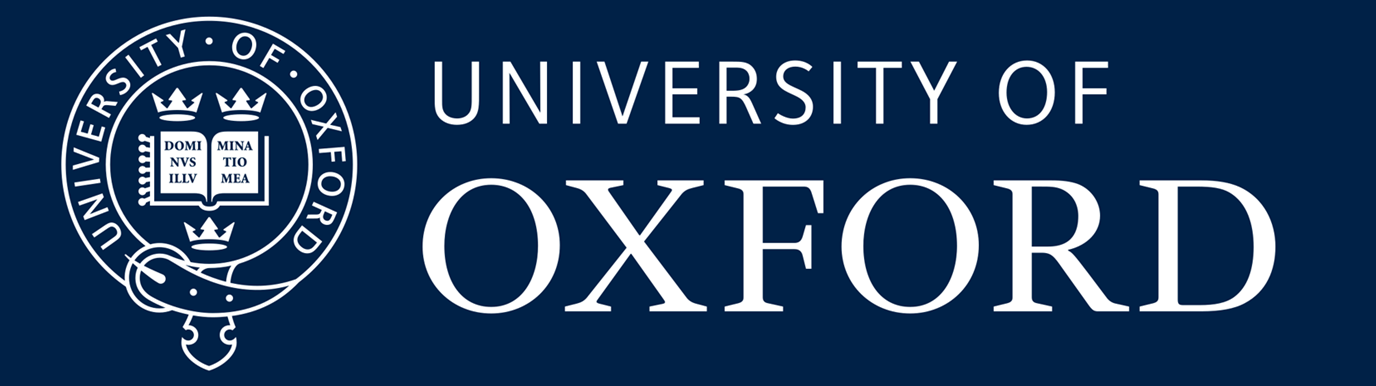 UNIVERSITY · OF · OXFORD
DOMI
NVS
ILLV
MINA
TIO
MEA
UNIVERSITY OF
OXFORD